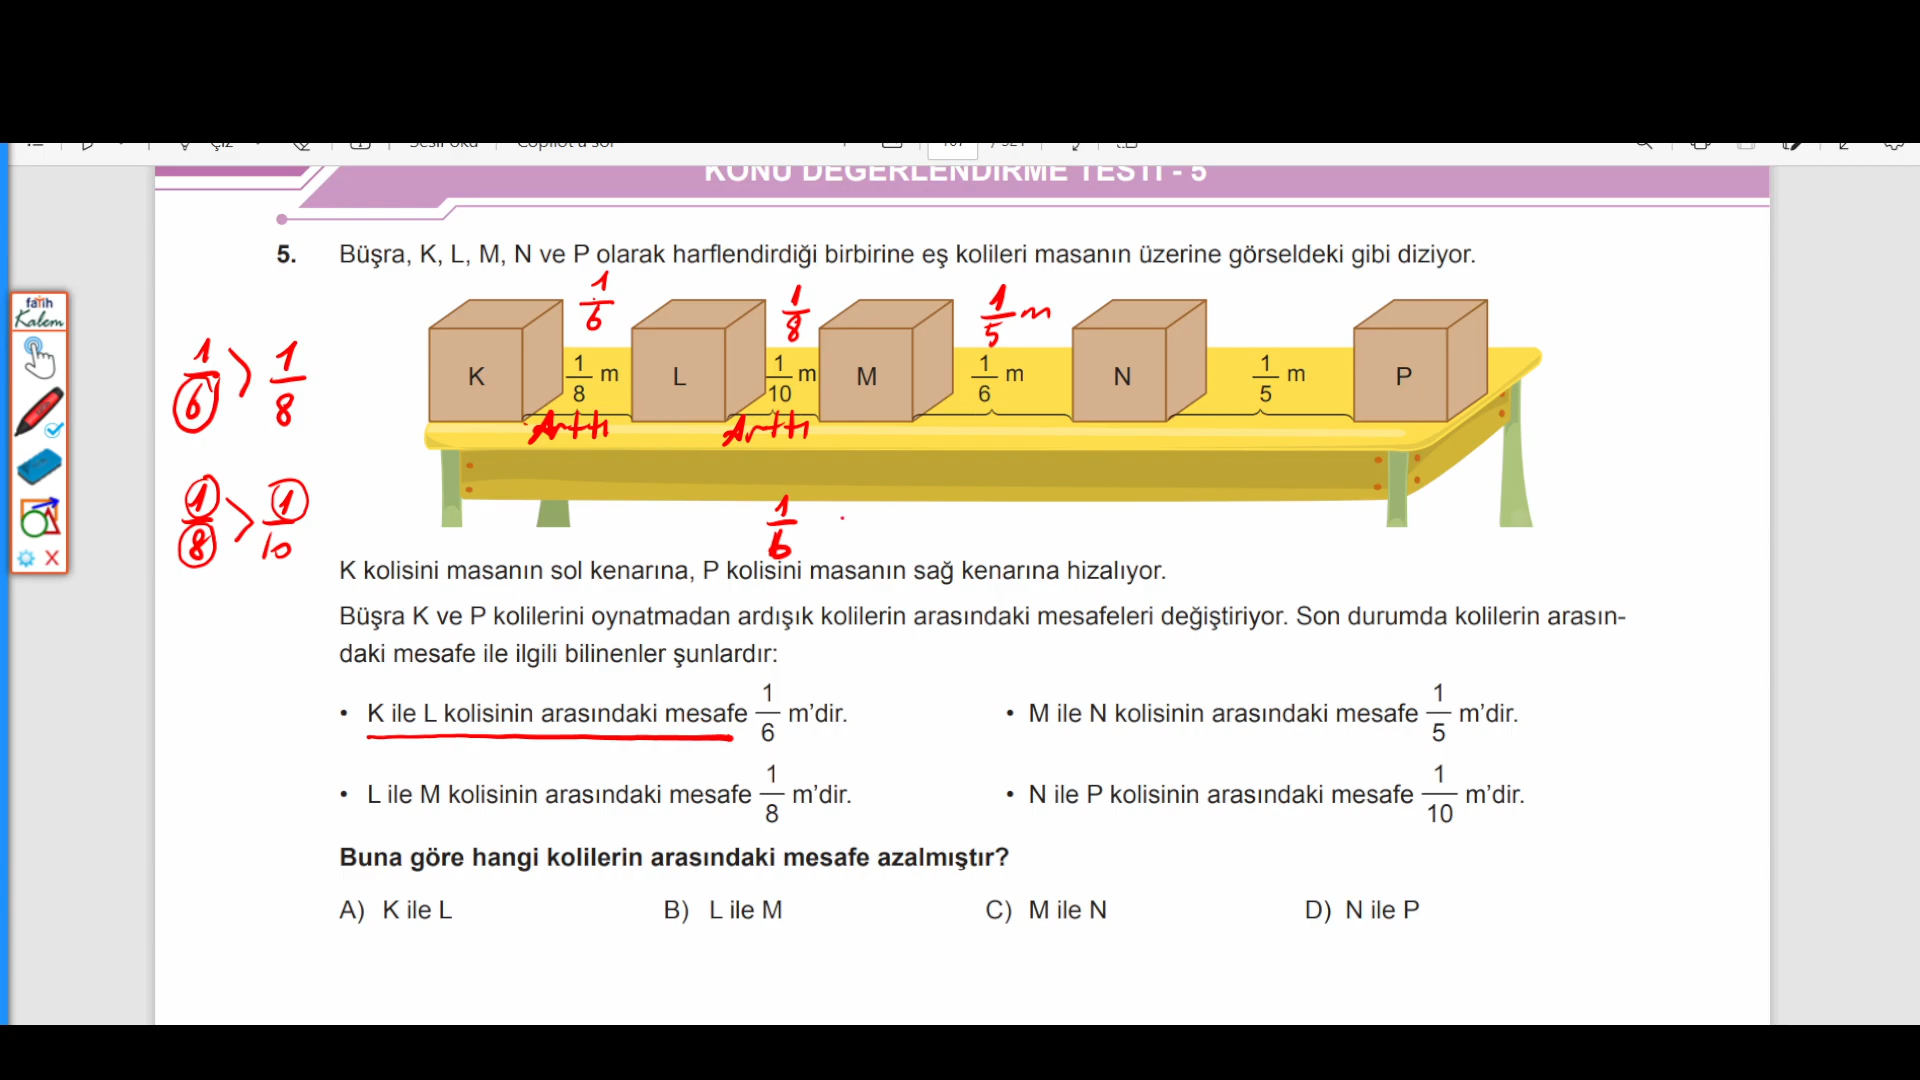 Çiz
KONU DEĞERLENDİRME TESTİ - 5
5. Büşra, K, L, M, N ve P olarak harflendirdiği birbirine eş kolileri masanın üzerine görseldeki gibi diziyor.
1/6 1/8 1/5 m
K 1/8 m L 1/10 m M 1/6 m N 1/5 m P
Arttı Arttı
1/6 > 1/8
1/8 > 1/10
1/6
fatih
Kalem
K kolisini masanın sol kenarına, P kolisini masanın sağ kenarına hizalıyor.
Büşra K ve P kolilerini oynatmadan ardışık kolilerin arasındaki mesafeleri değiştiriyor. Son durumda kolilerin arasın-
daki mesafe ile ilgili bilinenler şunlardır:
• K ile L kolisinin arasındaki mesafe 1/6 m'dir.
• M ile N kolisinin arasındaki mesafe 1/5 m'dir.
• L ile M kolisinin arasındaki mesafe 1/8 m'dir.
• N ile P kolisinin arasındaki mesafe 1/10 m'dir.
Buna göre hangi kolilerin arasındaki mesafe azalmıştır?
A) K ile L B) L ile M C) M ile N D) N ile P